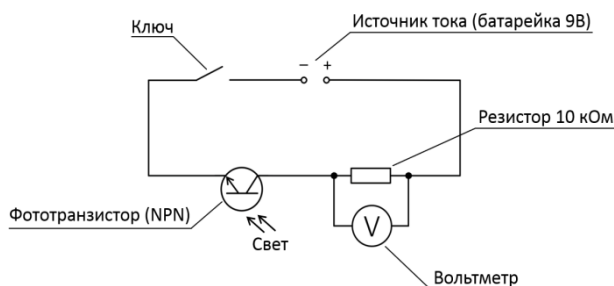 Ключ
Источник тока (батарейка 9В)
– +
Резистор 10 кОм
Фототранзистор (NPN)
Свет
V
Вольтметр